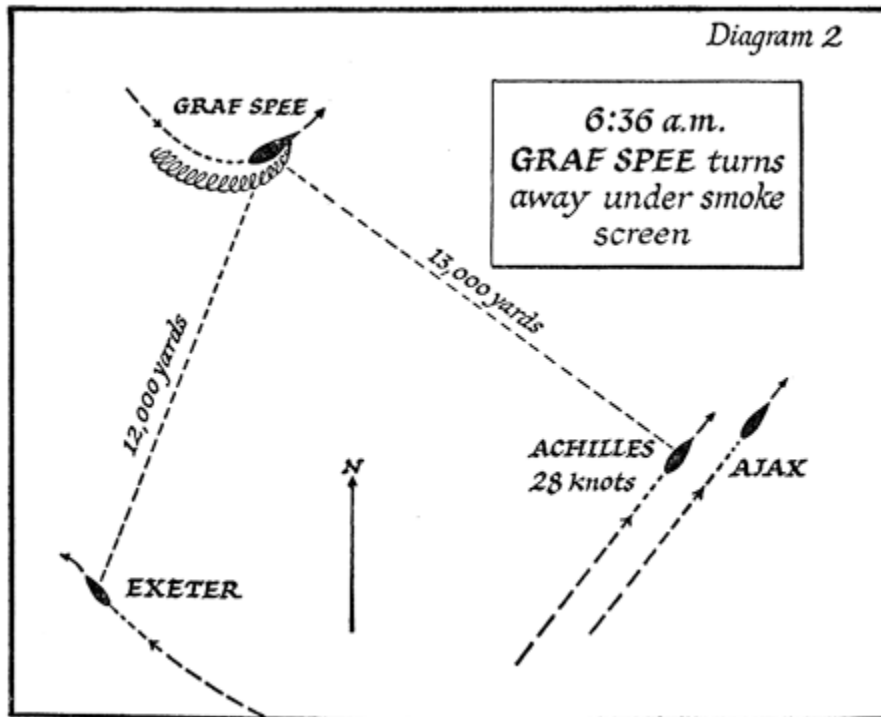 Diagram 2
GRAF SPEE
6:36 a.m.
GRAF SPEE turns
away under smoke
screen
13,000 yards
12,000 yards
ACHILLES
28 knots
AJAX
N
EXETER